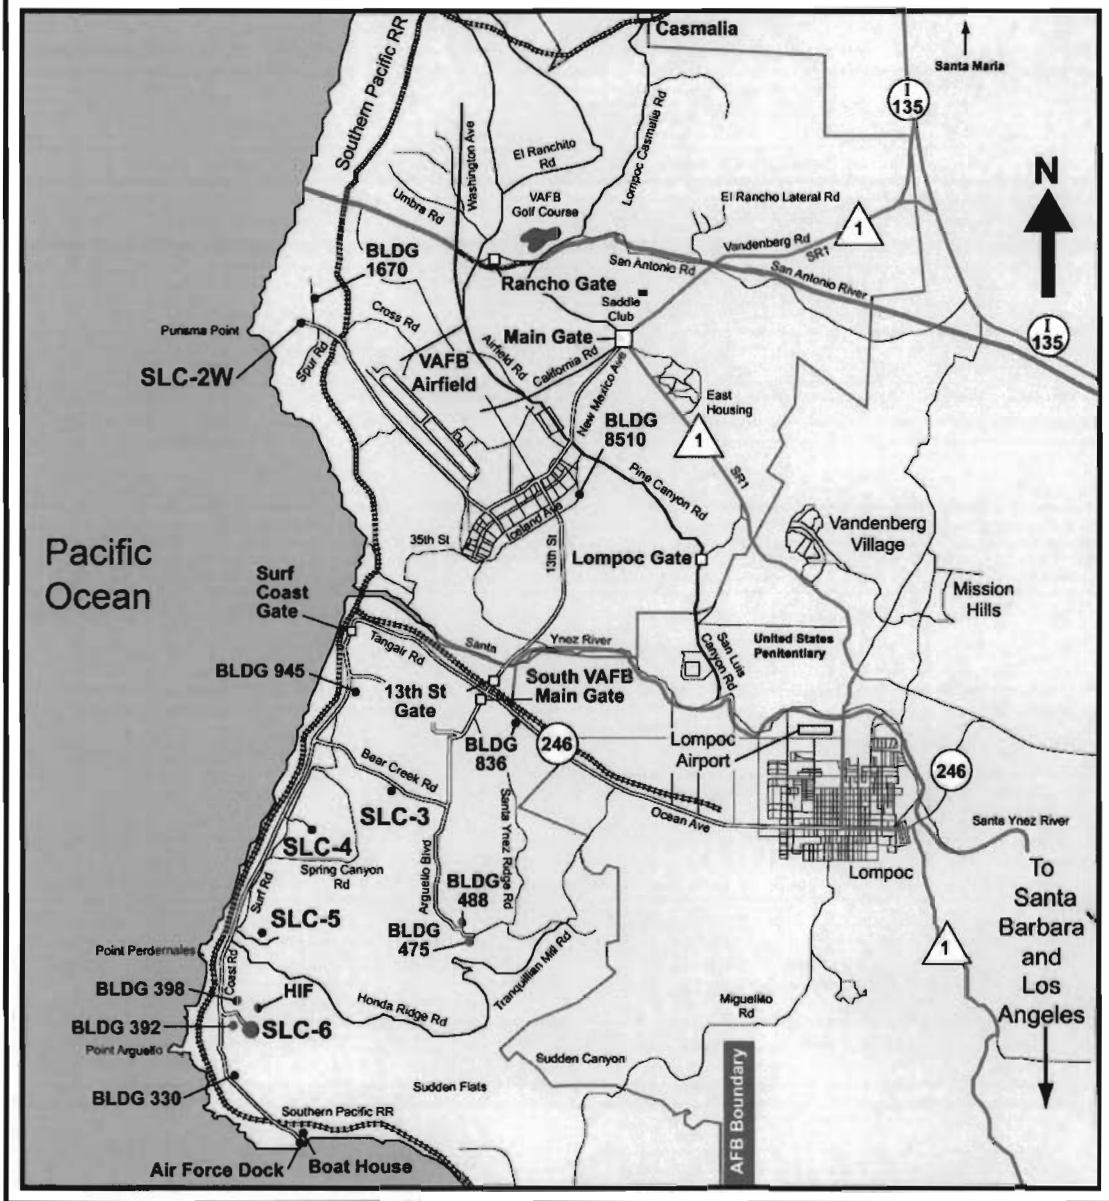 Casmalia
Santa Maria
Southern Pacific RR
I
135
Washington Ave
El Ranchito
Rd
Lompoc Casmalia Rd
N
Umbra Rd
VAFB
Golf Course
El Rancho Lateral Rd
1
Vandenberg Rd
SR1
BLDG
1670
San Antonio Rd
San Antonio River
Rancho Gate
Saddle
Club
Cross Rd
Purisma Point
Main Gate
I
135
Spur Rd
VAFB
Airfield
Airfield Rd
California Rd
SLC-2W
New Mexico Ave
East
Housing
BLDG
8510
1
SR1
Pine Canyon Rd
Iceland Ave
Vandenberg
Village
35th St
13th St
Pacific
Ocean
Lompoc Gate
Surf
Coast
Gate
Mission
Hills
Tangair Rd
Santa
Ynez River
San Luis
Canyon Rd
United States
Penitentiary
BLDG 945
13th St
Gate
South VAFB
Main Gate
BLDG
836
246
Lompoc
Airport
246
Bear Creek Rd
SLC-3
Santa Ynez Ridge Rd
Ocean Ave
Santa Ynez River
SLC-4
Spring Canyon
Rd
Arguello Blvd
Lompoc
To
Santa
Barbara
and
Los
Angeles
BLDG
488
Surf Rd
SLC-5
BLDG
475
1
Point Perdernales
Coast Rd
Tranquillian Mill Rd
BLDG 398
HIF
Honda Ridge Rd
Miguelito
Rd
BLDG 392
SLC-6
Point Arguello
Sudden Canyon
BLDG 330
Sudden Flats
AFB Boundary
Southern Pacific RR
Air Force Dock
Boat House